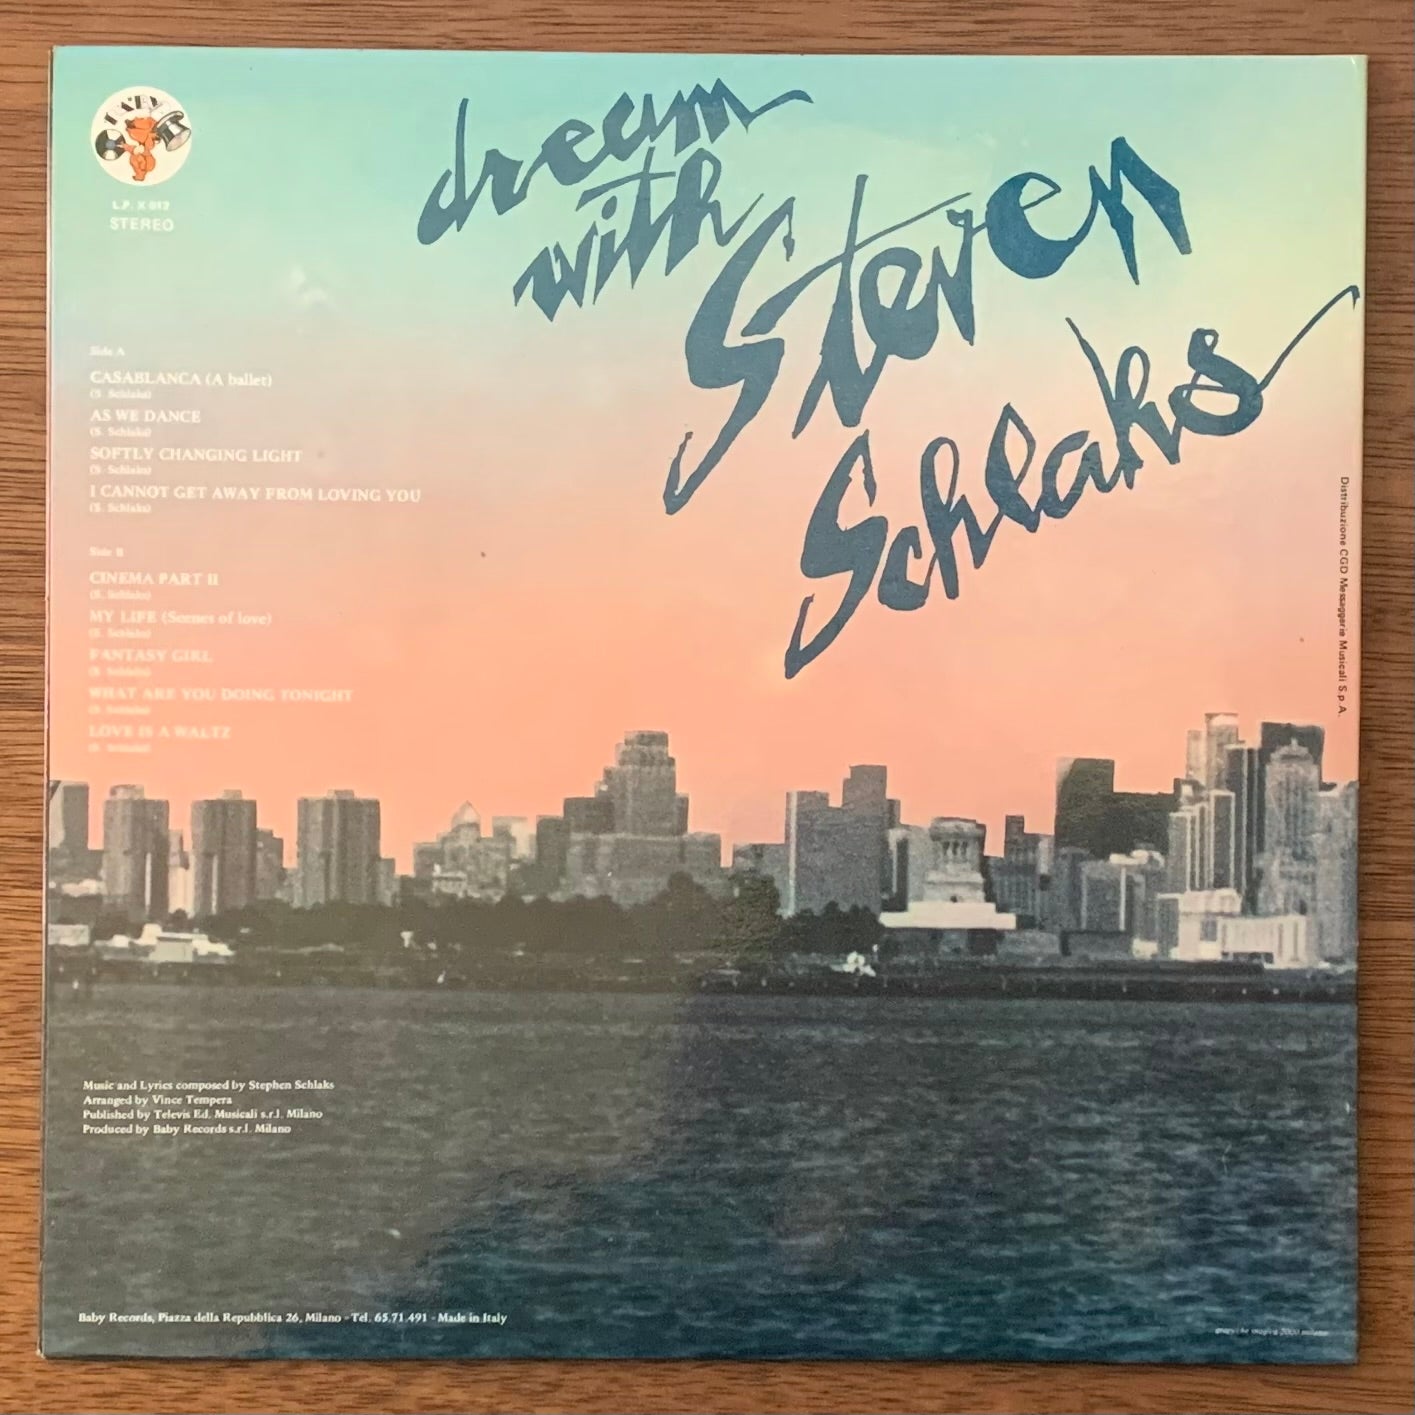 BABY
L.P. X 013
STEREO
dream
with
Steven
Schlaks
Side A
CASABLANCA (A ballet)
(S. Schlaks)
AS WE DANCE
(S. Schlaks)
SOFTLY CHANGING LIGHT
(S. Schlaks)
I CANNOT GET AWAY FROM LOVING YOU
(S. Schlaks)
Side B
CINEMA PART II
(S. Schlaks)
MY LIFE (Scenes of love)
(S. Schlaks)
FANTASY GIRL
(S. Schlaks)
WHAT ARE YOU DOING TONIGHT
(S. Schlaks)
LOVE IS A WALTZ
(S. Schlaks)
Distribuzione CGD Messaggerie Musicali S.p.A.
Music and Lyrics composed by Stephen Schlaks
Arranged by Vince Tempera
Published by Televis Ed. Musicali s.r.l. Milano
Produced by Baby Records s.r.l. Milano
Baby Records, Piazza della Repubblica 26, Milano - Tel. 65.71.491 - Made in Italy